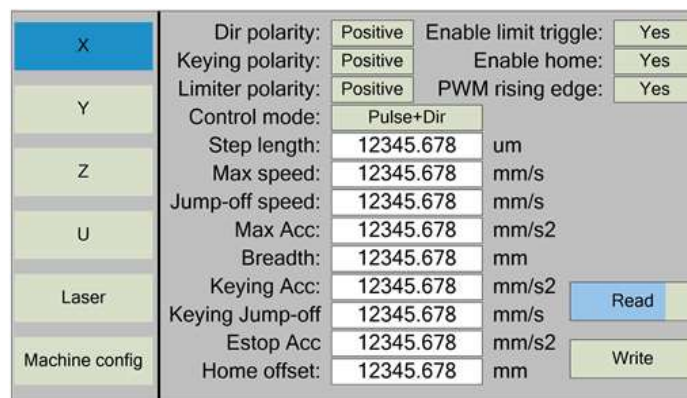 X
Y
Z
U
Laser
Machine config
Dir polarity: Positive Enable limit triggle: Yes
Keying polarity: Positive Enable home: Yes
Limiter polarity: Positive PWM rising edge: Yes
Control mode: Pulse+Dir
Step length: 12345.678 um
Max speed: 12345.678 mm/s
Jump-off speed: 12345.678 mm/s
Max Acc: 12345.678 mm/s2
Breadth: 12345.678 mm
Keying Acc: 12345.678 mm/s2
Keying Jump-off 12345.678 mm/s
Estop Acc 12345.678 mm/s2
Home offset: 12345.678 mm
Read
Write